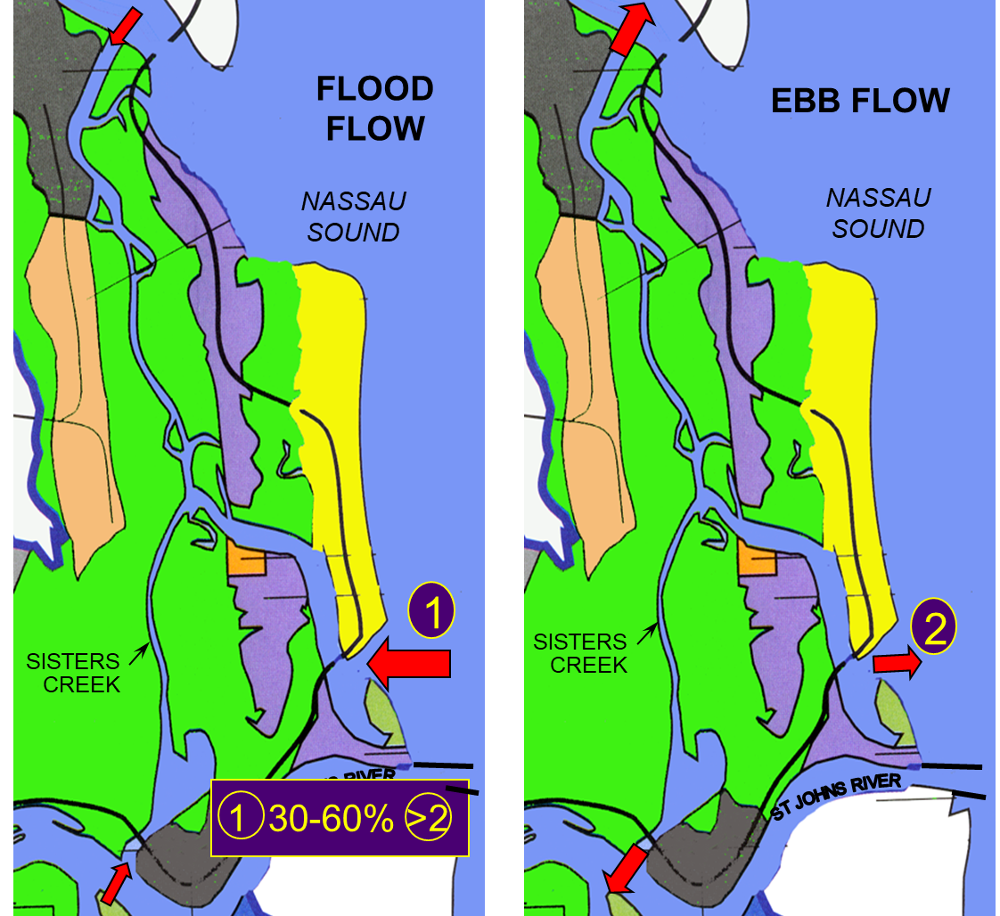 FLOOD
FLOW
NASSAU
SOUND
1
SISTERS
CREEK
RIVER
1 30-60% >2
EBB FLOW
NASSAU
SOUND
2
SISTERS
CREEK
ST JOHNS RIVER